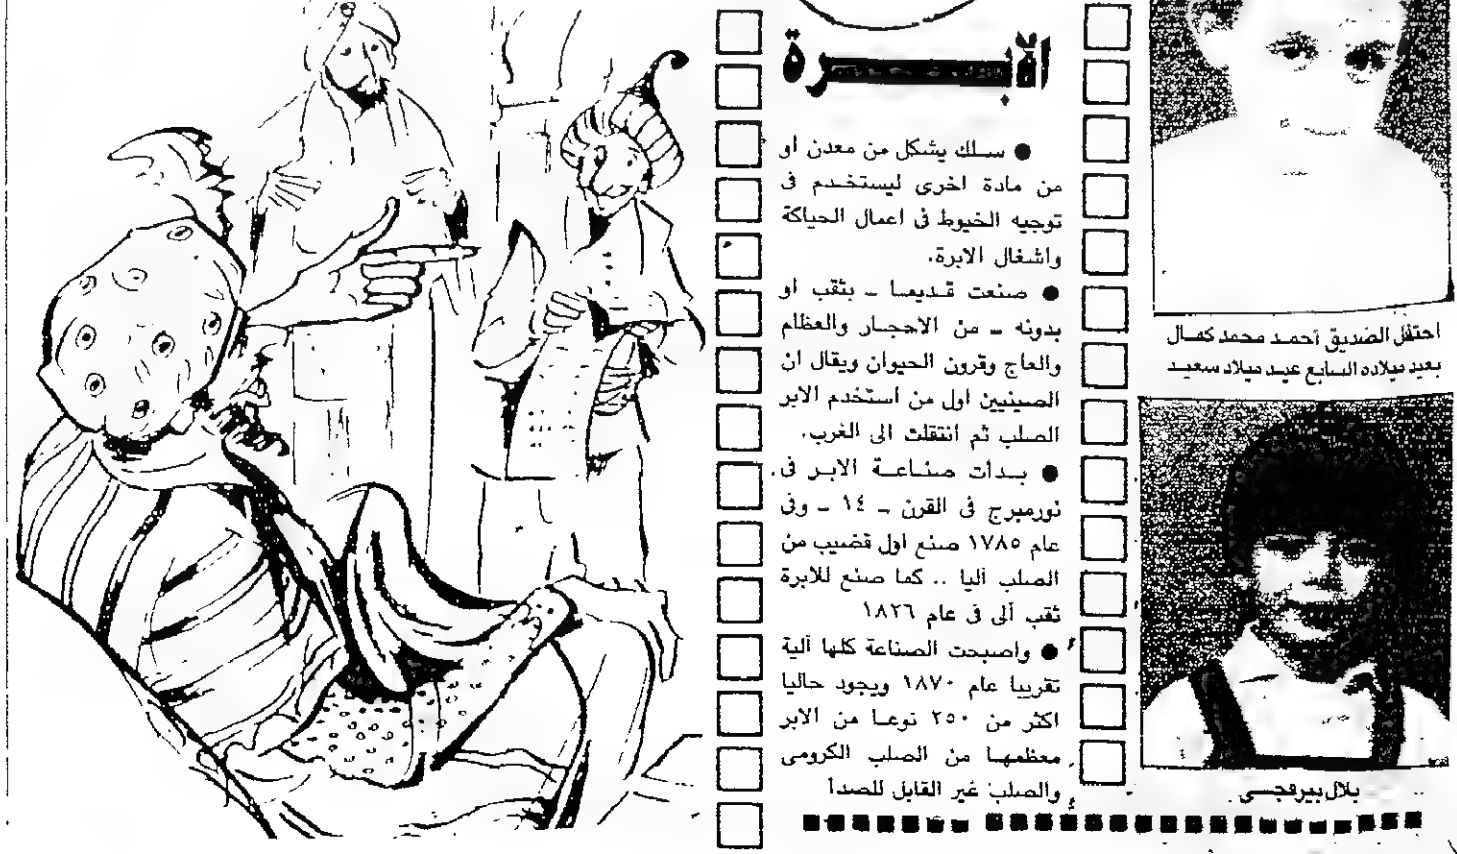 الأبرة
● سلك يشكل من معدن او
من مادة اخرى ليستخدم فى
توجيه الخيوط فى اعمال الحياكة
واشغال الابرة.
● صنعت قديما ـ بثقب او
بدونه ـ من الاحجار والعظام
والعاج وقرون الحيوان ويقال ان
الصينيين اول من استخدم الابر
الصلب ثم انتقلت الى الغرب.
● بدأت صناعة الابر فى
نورمبرج فى القرن ـ ١٤ ـ وفى
عام ١٧٨٥ صنع اول قضيب من
الصلب آليا .. كما صنع للابرة
ثقب آلى فى عام ١٨٢٦
● واصبحت الصناعة كلها آلية
تقريبا عام ١٨٧٠ ويجود حاليا
اكثر من ٢٥٠ نوعا من الابر
معظمها من الصلب الكرومى
والصلب غير القابل للصدأ
احتفل الصديق أحمد محمد كمال
بعيد ميلاده السابع عيد ميلاد سعيد
بلال بيرقجى